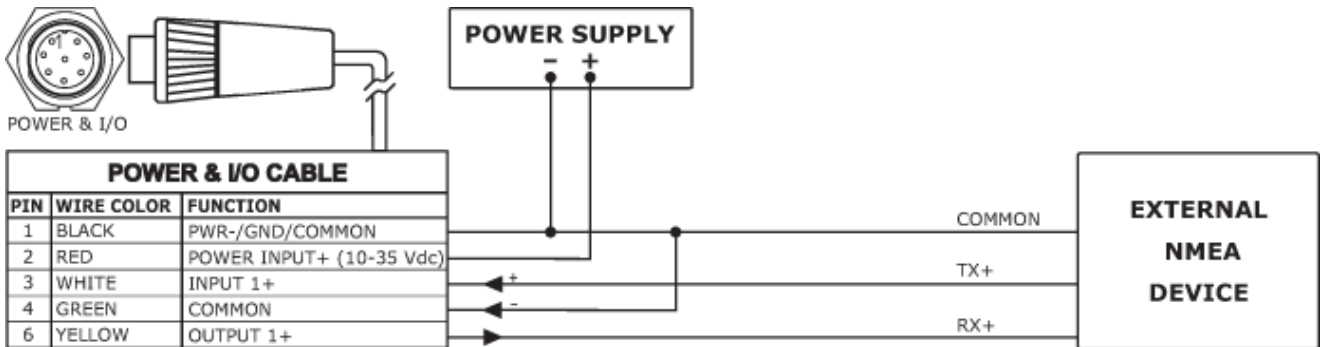 1
POWER & I/O
POWER SUPPLY
- +
POWER & I/O CABLE
PIN WIRE COLOR FUNCTION
1 BLACK PWR-/GND/COMMON
2 RED POWER INPUT+ (10-35 Vdc)
3 WHITE INPUT 1+
4 GREEN COMMON
6 YELLOW OUTPUT 1+
+
-
COMMON
TX+
RX+
EXTERNAL
NMEA
DEVICE